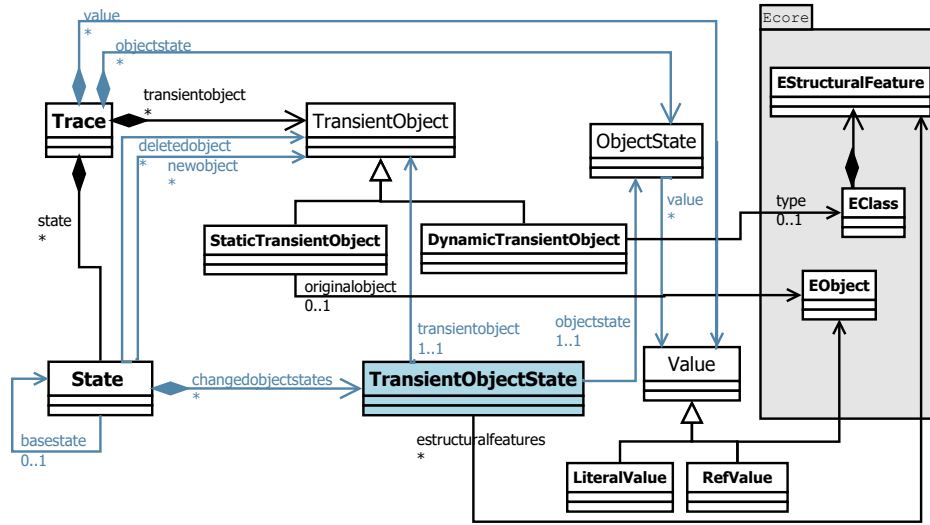 value
*
Ecore
objectstate
*
EStructuralFeature
transientobject
*
Trace
TransientObject
ObjectState
deletedobject
*
newobject
*
value
*
type
0..1
EClass
state
*
StaticTransientObject
DynamicTransientObject
originalobject
0..1
EObject
transientobject
1..1
objectstate
1..1
State
changedobjectstates
*
TransientObjectState
Value
basestate
0..1
estructuralfeatures
*
LiteralValue
RefValue